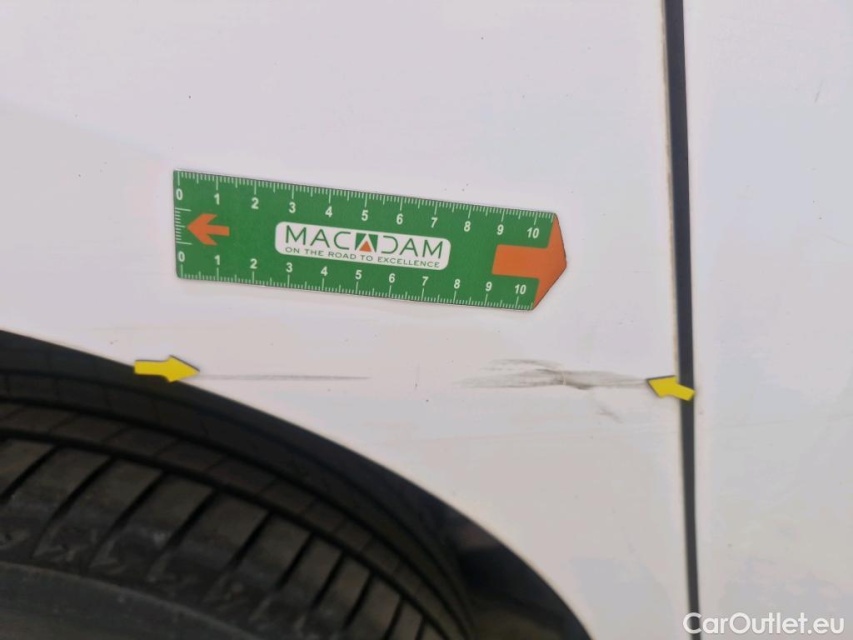 0 1 2 3 4 5 6 7 8 9 10
MACADAM
ON THE ROAD TO EXCELLENCE
0 1 2 3 4 5 6 7 8 9 10
CarOutlet.eu